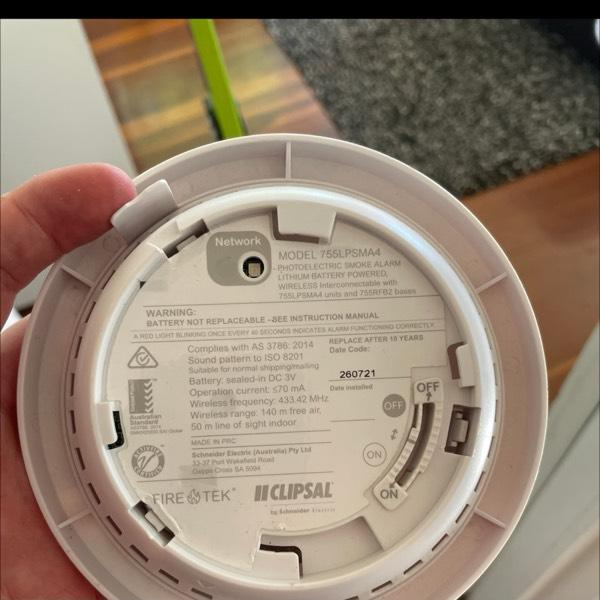 Network
MODEL 755LPSMA4
PHOTOELECTRIC SMOKE ALARM
LITHIUM BATTERY POWERED,
WIRELESS Interconnectable with
755LPSMA4 units and 755RFB2 bases
WARNING:
BATTERY NOT REPLACEABLE -SEE INSTRUCTION MANUAL
A RED LIGHT BLINKING ONCE EVERY 40 SECONDS INDICATES ALARM FUNCTIONING CORRECTLY
Complies with AS 3786: 2014
Sound pattern to ISO 8201
Suitable for normal shipping/mailing
Battery: sealed-in DC 3V
Operation current: ≤70 mA
Wireless frequency: 433.42 MHz
Wireless range: 140 m free air,
50 m line of sight indoor
REPLACE AFTER 10 YEARS
Date Code:
260721
Date installed
OFF
OFF
ON
ON
Australian
Standard
MADE IN PRC
Schneider Electric (Australia) Pty Ltd
33-37 Port Wakefield Road
Gepps Cross SA 5094
FIRE TEK®
CLIPSAL
by Schneider Electric